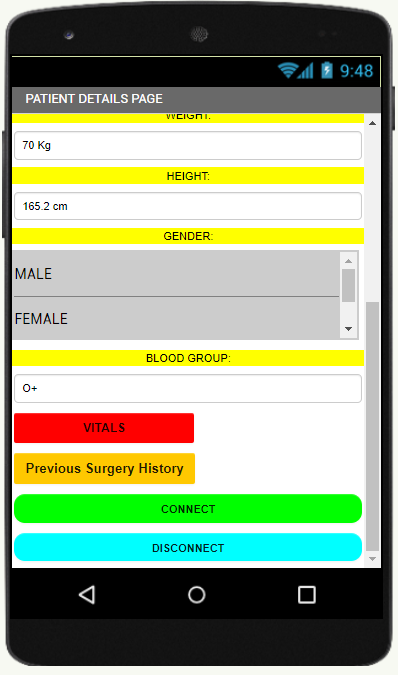 9:48
PATIENT DETAILS PAGE
WEIGHT:
70 Kg
HEIGHT:
165.2 cm
GENDER:
MALE
FEMALE
BLOOD GROUP:
O+
VITALS
Previous Surgery History
CONNECT
DISCONNECT